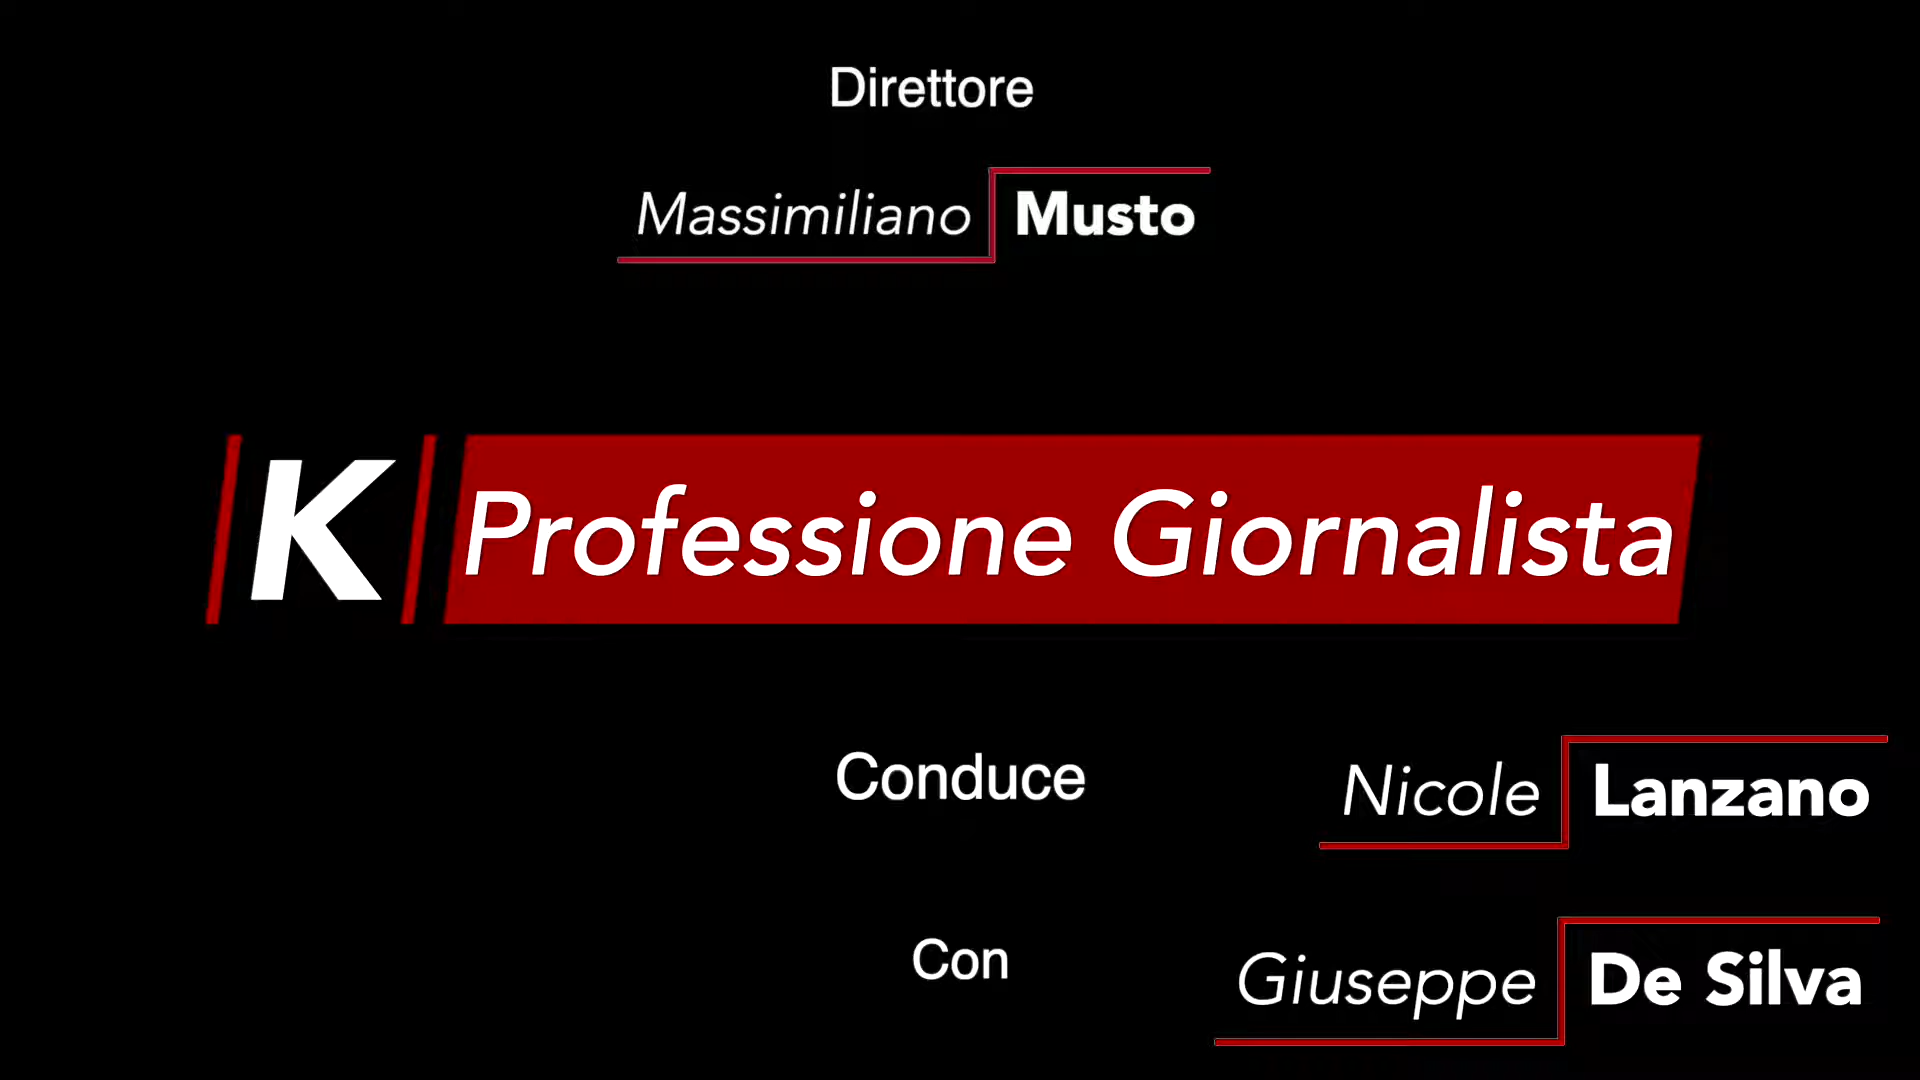 Direttore
Massimiliano Musto
K Professione Giornalista
Conduce
Nicole Lanzano
Con
Giuseppe De Silva